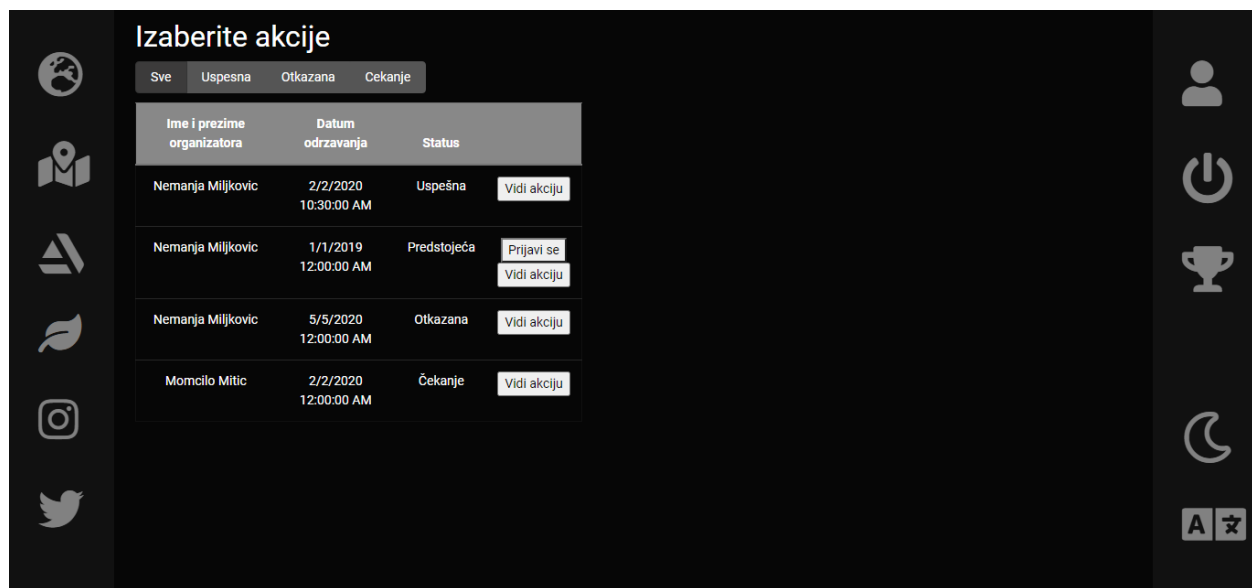 Izaberite akcije
Sve Uspesna Otkazana Cekanje
Ime i prezime organizatora Datum odrzavanja Status
Nemanja Miljkovic 2/2/2020 10:30:00 AM Uspešna Vidi akciju
Nemanja Miljkovic 1/1/2019 12:00:00 AM Predstojeća Prijavi se Vidi akciju
Nemanja Miljkovic 5/5/2020 12:00:00 AM Otkazana Vidi akciju
Momcilo Mitic 2/2/2020 12:00:00 AM Čekanje Vidi akciju
A 文